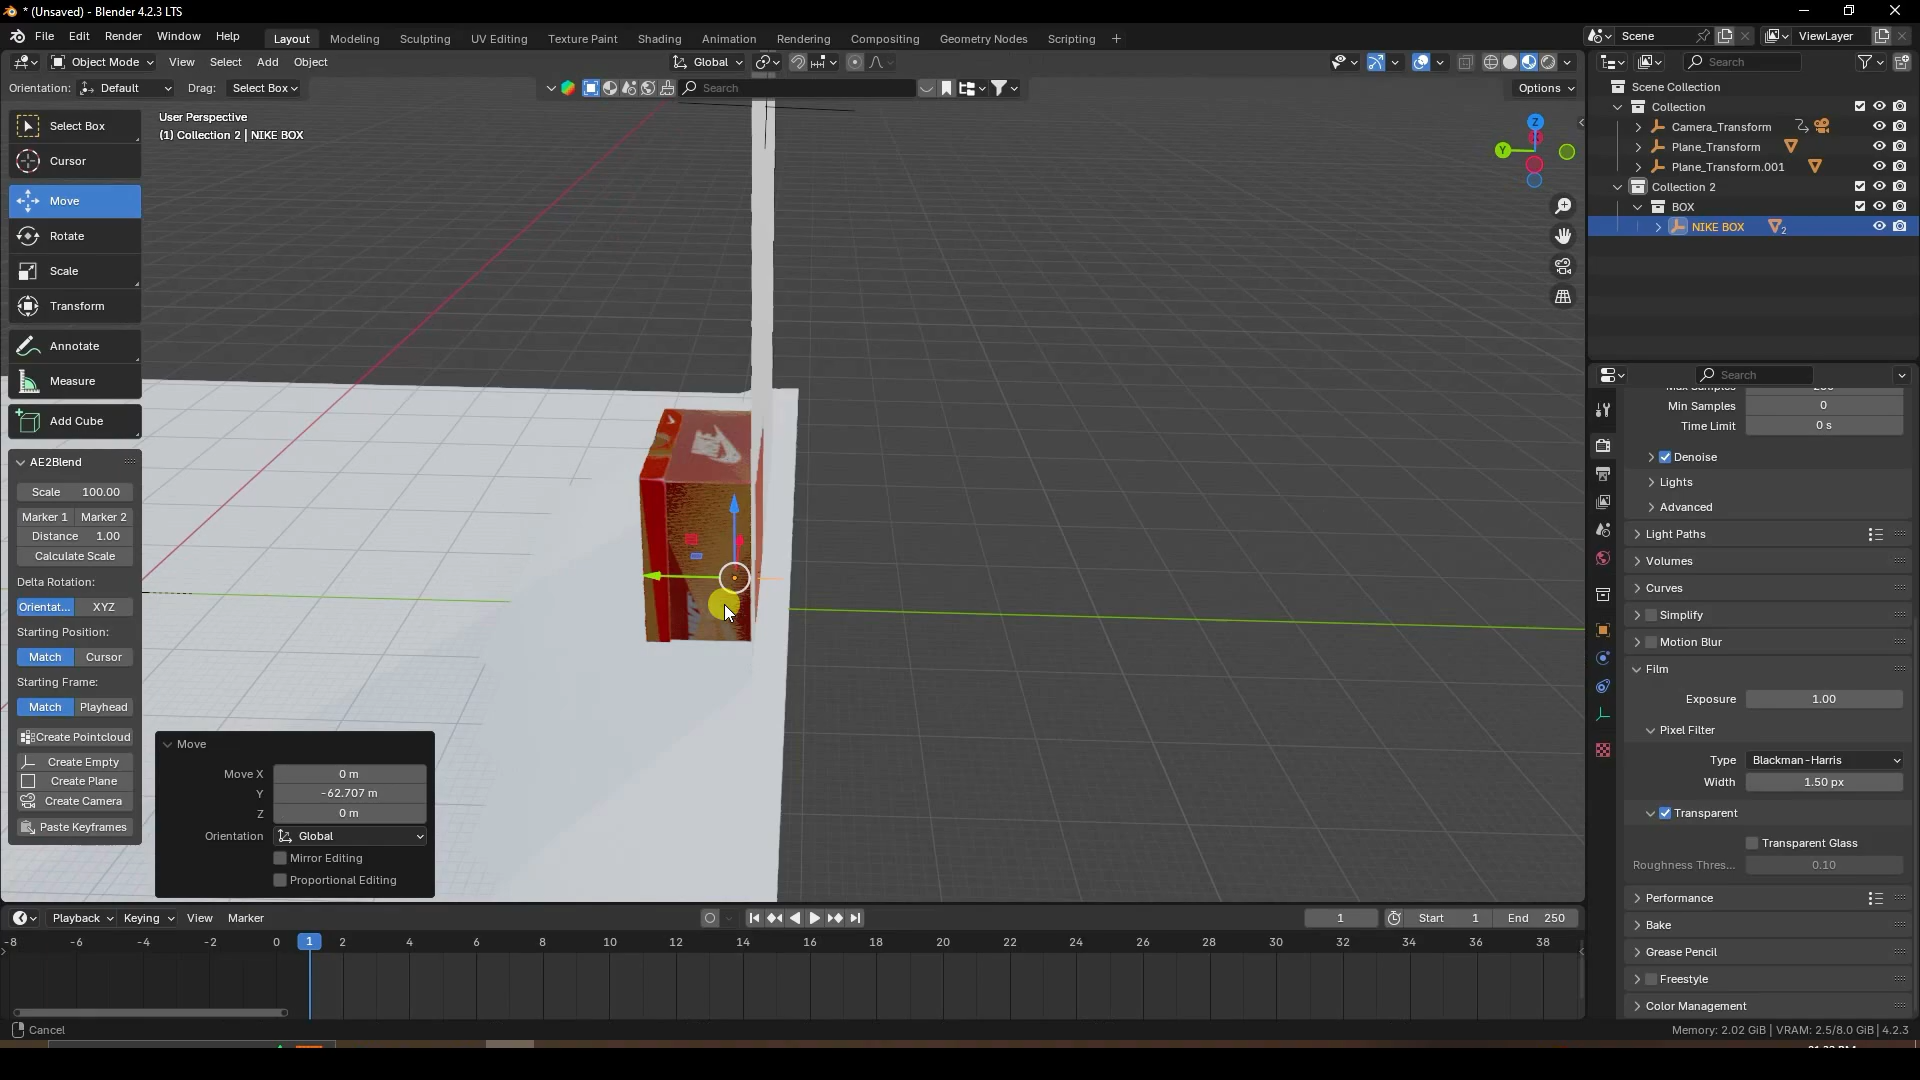 * (Unsaved) - Blender 4.2.3 LTS
File Edit Render Window Help Layout Modeling Sculpting UV Editing Texture Paint Shading Animation Rendering Compositing Geometry Nodes Scripting + Scene ViewLayer
Object Mode View Select Add Object Global Search
Orientation: Default Drag: Select Box Search Options
Scene Collection
Collection
Camera_Transform
Plane_Transform
Plane_Transform.001
Collection 2
BOX
NIKE BOX 2
User Perspective
(1) Collection 2 | NIKE BOX
Z
Y
Select Box
Cursor
Move
Rotate
Scale
Transform
Annotate
Measure
Add Cube
AE2Blend
Scale 100.00
Marker 1 Marker 2
Distance 1.00
Calculate Scale
Delta Rotation:
Orientat... XYZ
Starting Position:
Match Cursor
Starting Frame:
Match Playhead
Create Pointcloud
Create Empty
Create Plane
Create Camera
Paste Keyframes
Move
Move X 0 m
Y -62.707 m
Z 0 m
Orientation Global
Mirror Editing
Proportional Editing
Search
Min Samples 0
Time Limit 0 s
Denoise
Lights
Advanced
Light Paths
Volumes
Curves
Simplify
Motion Blur
Film
Exposure 1.00
Pixel Filter
Type Blackman-Harris
Width 1.50 px
Transparent
Transparent Glass
Roughness Thres... 0.10
Performance
Bake
Grease Pencil
Freestyle
Color Management
Playback Keying View Marker 1 Start 1 End 250
-8 -6 -4 -2 0 1 2 4 6 8 10 12 14 16 18 20 22 24 26 28 30 32 34 36 38
Cancel
Memory: 2.02 GiB | VRAM: 2.5/8.0 GiB | 4.2.3